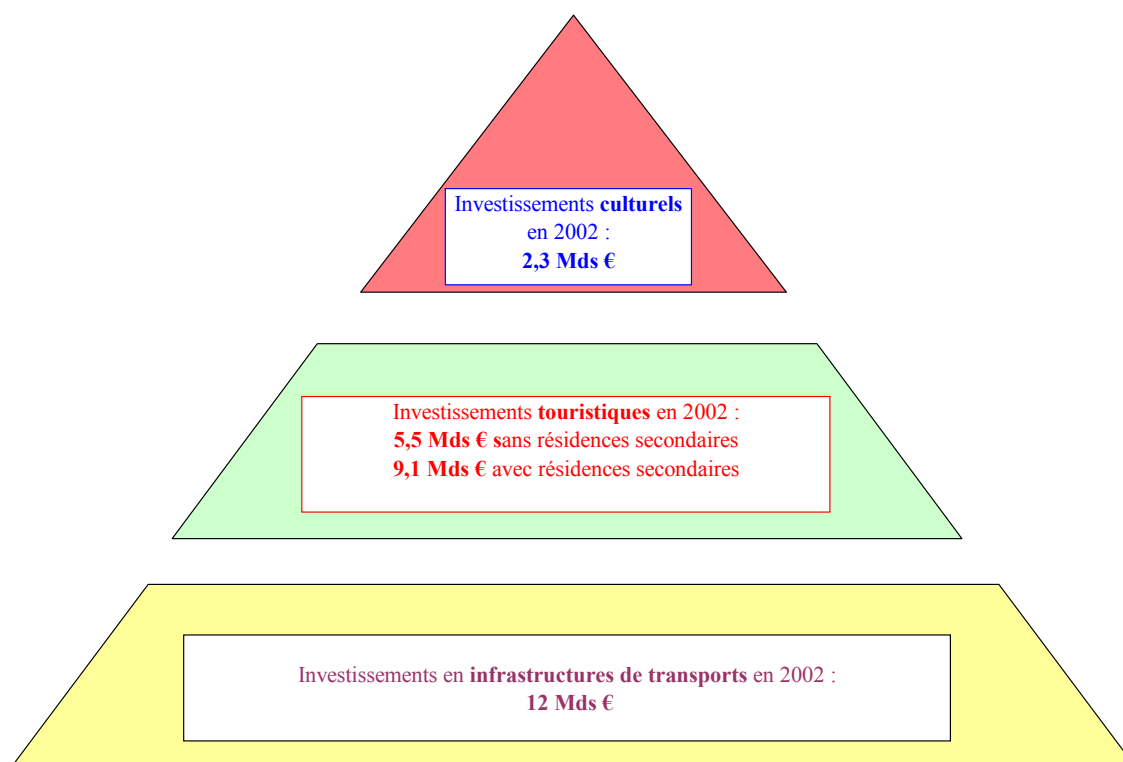 Investissements culturels
en 2002 :
2,3 Mds €
Investissements touristiques en 2002 :
5,5 Mds € sans résidences secondaires
9,1 Mds € avec résidences secondaires
Investissements en infrastructures de transports en 2002 :
12 Mds €